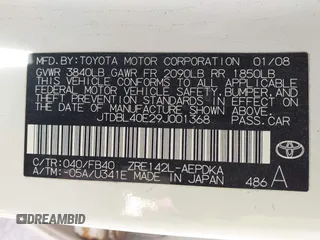 MFD.BY:TOYOTA MOTOR CORPORATION 01/08
GVWR 3840LB GAWR FR 2090LB RR 1850LB
THIS VEHICLE CONFORMS TO ALL APPLICABLE
FEDERAL MOTOR VEHICLE SAFETY, BUMPER, AND
THEFT PREVENTION STANDARDS IN EFFECT ON
THE DATE OF MANUFACTURE SHOWN ABOVE.
JTDBL40E29J001368 PASS.CAR
C/TR:040/FB40 ZRE142L-AEPDKA
A/TM:-05A/U341E MADE IN JAPAN
486 A
TOYOTA
DREAMBID